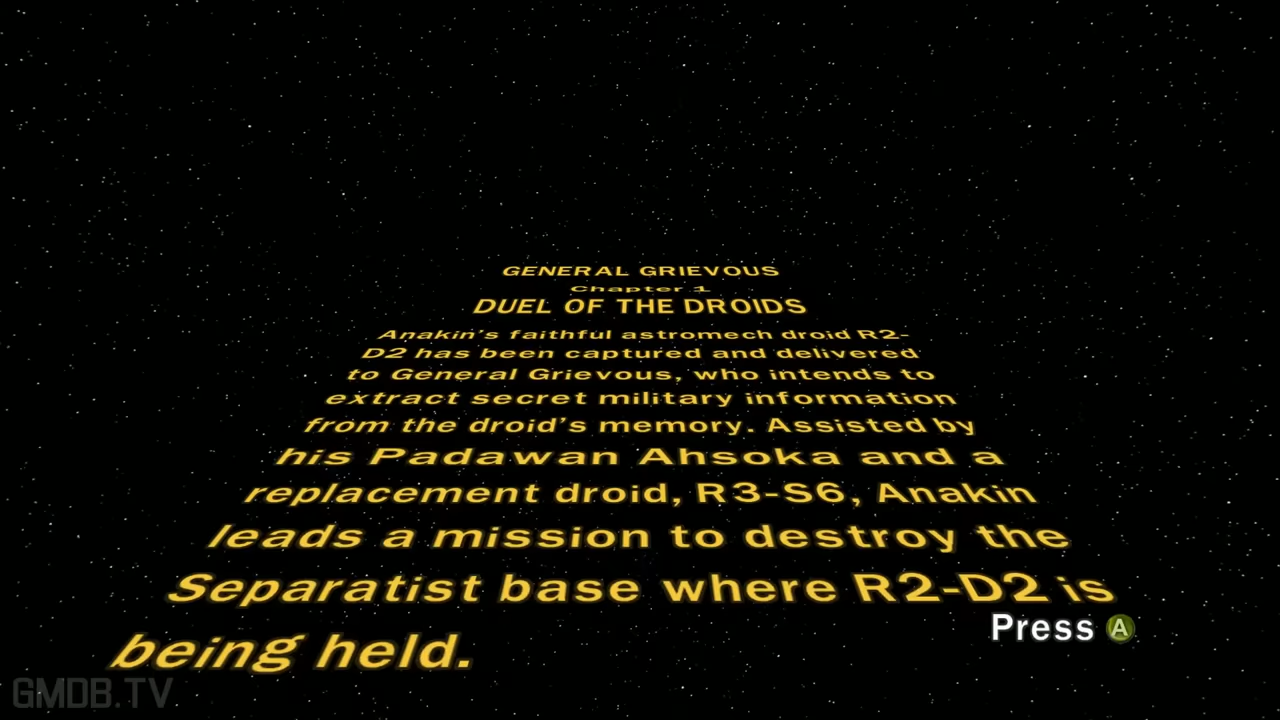 GENERAL GRIEVOUS
Chapter 1
DUEL OF THE DROIDS
Anakin's faithful astromech droid R2-
D2 has been captured and delivered
to General Grievous, who intends to
extract secret military information
from the droid's memory. Assisted by
his Padawan Ahsoka and a
replacement droid, R3-S6, Anakin
leads a mission to destroy the
Separatist base where R2-D2 is
being held.
Press A
GMDB.TV